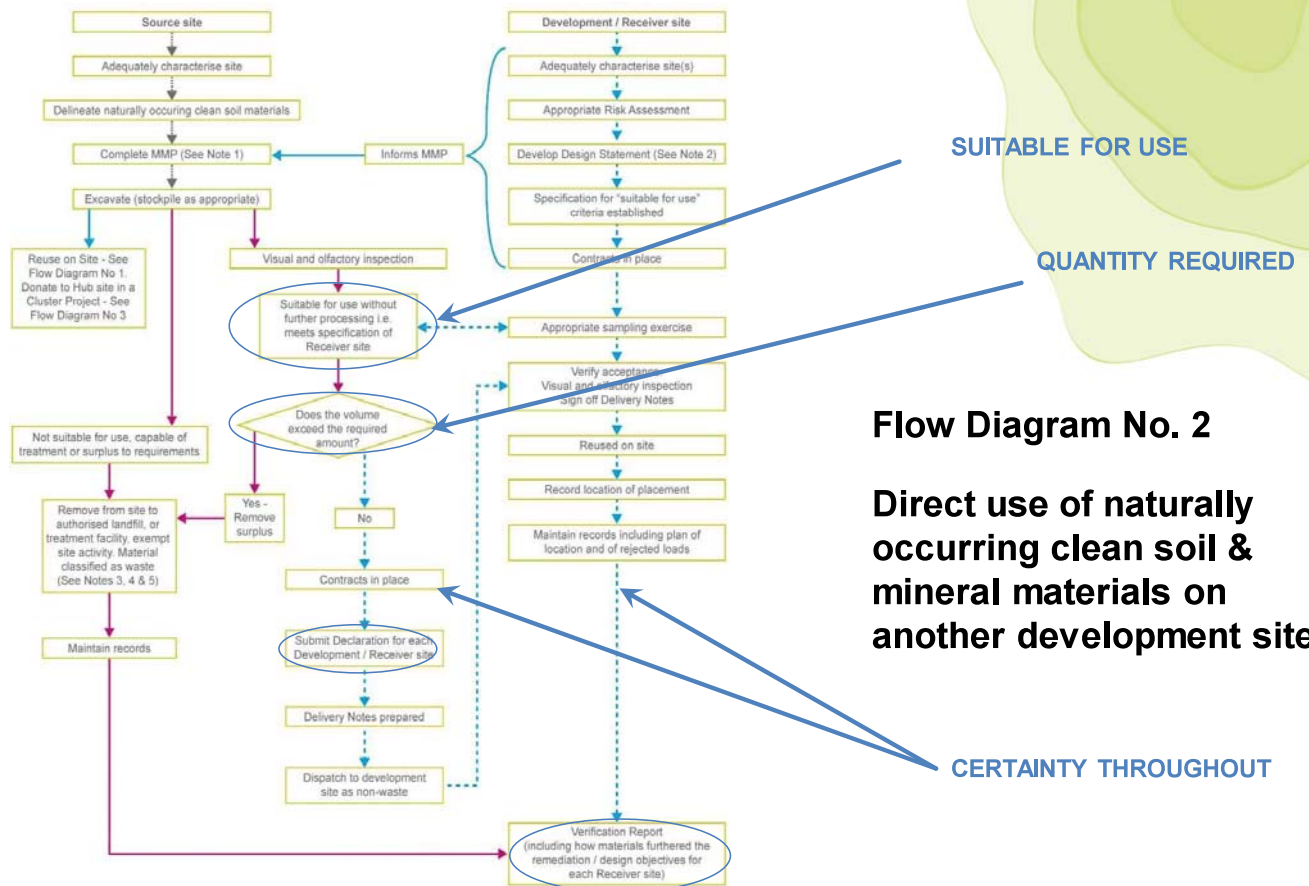 Source site
Adequately characterise site
Delineate naturally occuring clean soil materials
Complete MMP (See Note 1)
Excavate (stockpile as appropriate)
Informs MMP
Reuse on Site - See
Flow Diagram No 1.
Donate to Hub site in a
Cluster Project - See
Flow Diagram No 3
Visual and olfactory inspection
Suitable for use without
further processing i.e.
meets specification of
Receiver site
Does the volume
exceed the required
amount?
Not suitable for use, capable of
treatment or surplus to requirements
Remove from site to
authorised landfill, or
treatment facility, exempt
site activity. Material
classified as waste
(See Notes 3, 4 & 5)
Yes -
Remove
surplus
No
Maintain records
Contracts in place
Submit Declaration for each
Development / Receiver site
Delivery Notes prepared
Dispatch to development
site as non-waste
Development / Receiver site
Adequately characterise site(s)
Appropriate Risk Assessment
Develop Design Statement (See Note 2)
Specification for "suitable for use"
criteria established
Contracts in place
Appropriate sampling exercise
Verify acceptance
Visual and olfactory inspection
Sign off Delivery Notes
Reused on site
Record location of placement
Maintain records including plan of
location and of rejected loads
Verification Report
(including how materials furthered the
remediation / design objectives for
each Receiver site)
SUITABLE FOR USE
QUANTITY REQUIRED
Flow Diagram No. 2
Direct use of naturally
occurring clean soil &
mineral materials on
another development site
CERTAINTY THROUGHOUT